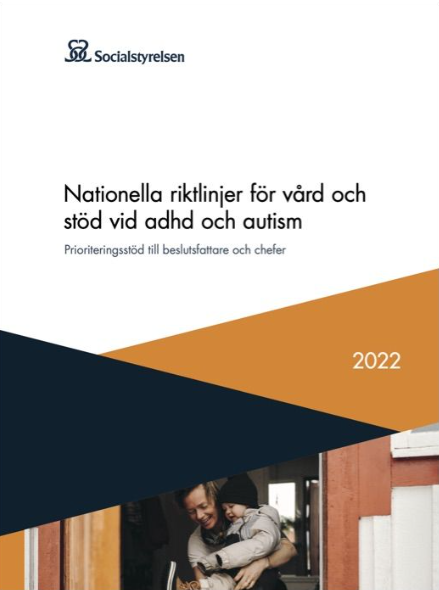 Socialstyrelsen
Nationella riktlinjer för vård och
stöd vid adhd och autism
Prioriteringsstöd till beslutsfattare och chefer
2022